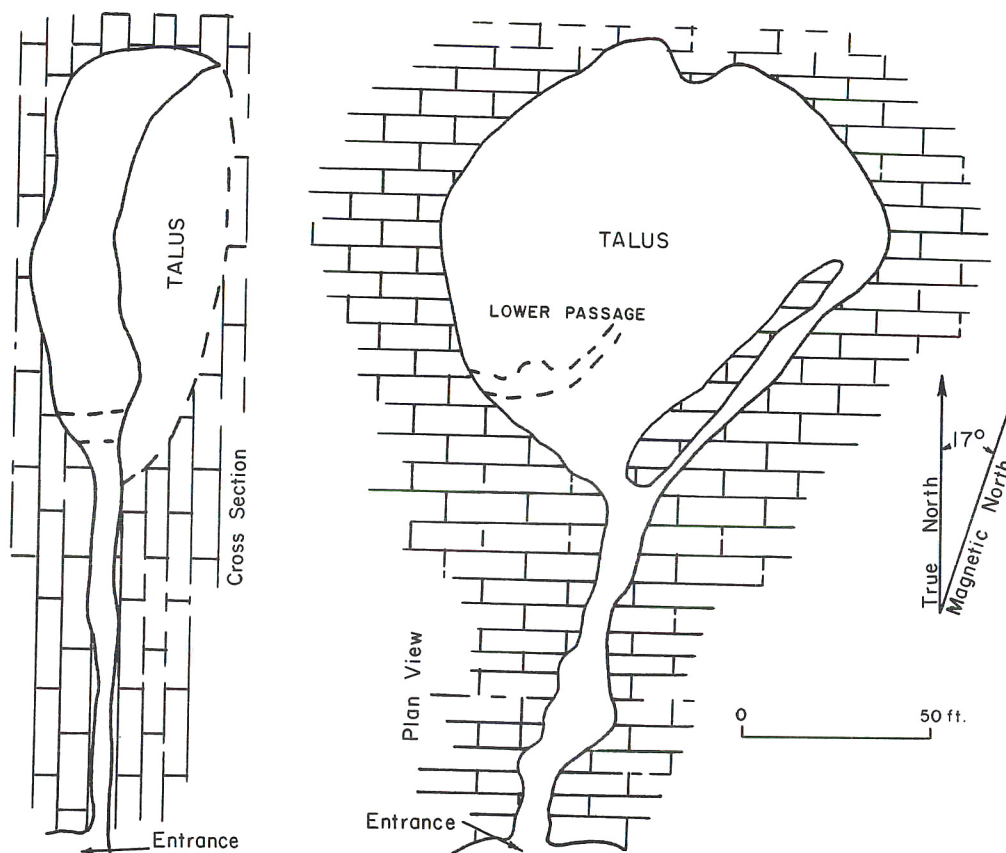 TALUS
Cross Section
Entrance
TALUS
LOWER PASSAGE
Plan View
Entrance
True North
17°
Magnetic North
0 50 ft.